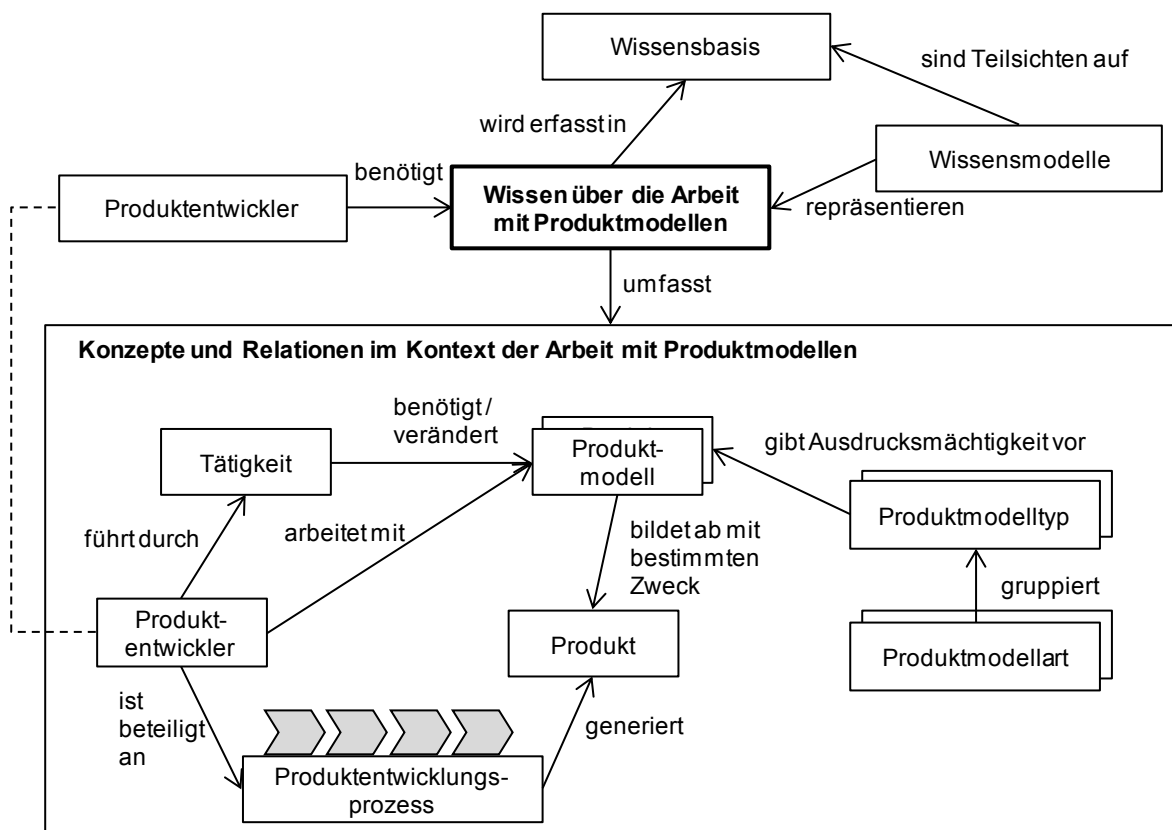 Wissensbasis
sind Teilsichten auf
wird erfasst in
Wissensmodelle
benötigt
Produktentwickler
Wissen über die Arbeit
mit Produktmodellen
repräsentieren
umfasst
Konzepte und Relationen im Kontext der Arbeit mit Produktmodellen
benötigt /
verändert
Tätigkeit
Produkt-
modell
gibt Ausdrucksmächtigkeit vor
Produktmodelltyp
führt durch
arbeitet mit
bildet ab mit
bestimmten
Zweck
gruppiert
Produkt-
entwickler
Produkt
Produktmodellart
ist
beteiligt
an
generiert
Produktentwicklungs-
prozess